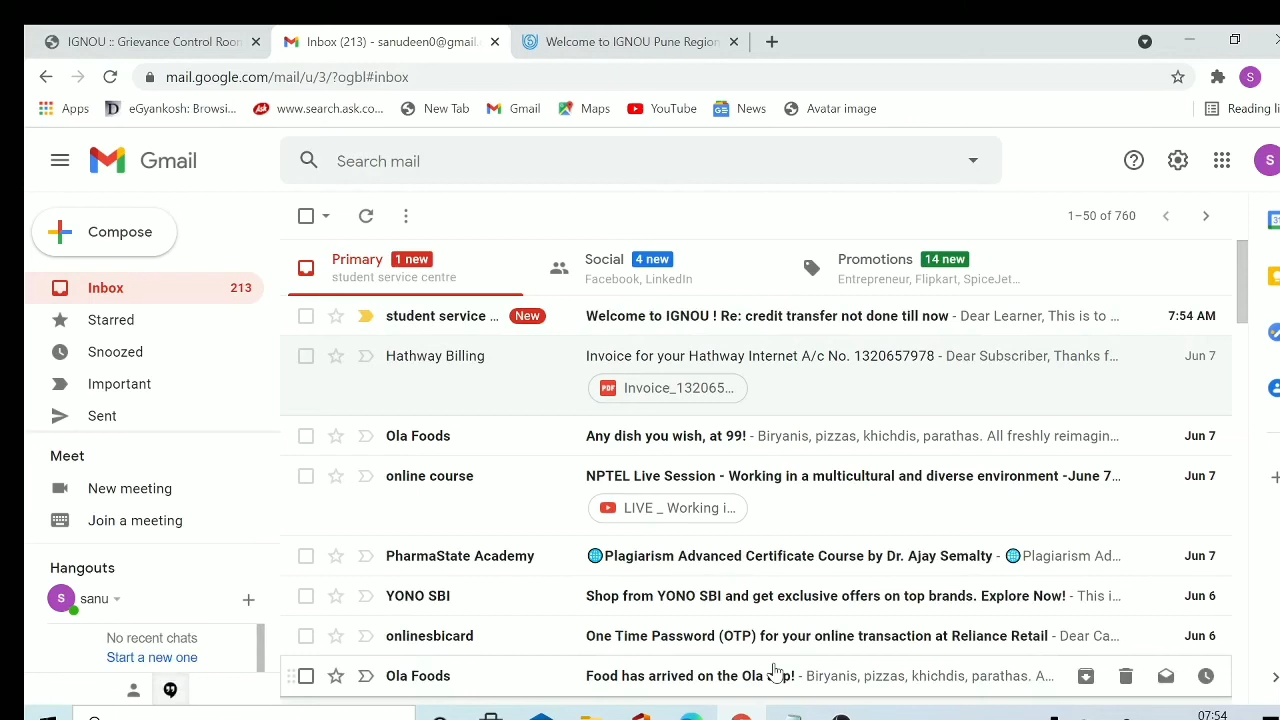 IGNOU :: Grievance Control Room
Inbox (213) - sanudeen0@gmail.
Welcome to IGNOU Pune Region
mail.google.com/mail/u/3/?ogbl#inbox
S
Apps
eGyankosh: Browsi...
Ask
www.search.ask.co...
New Tab
Gmail
Maps
YouTube
News
Avatar image
Reading li
Gmail
Search mail
S
Compose
1–50 of 760
Primary 1 new
student service centre
Social 4 new
Facebook, LinkedIn
Promotions 14 new
Entrepreneur, Flipkart, SpiceJet...
Inbox 213
Starred
Snoozed
Important
Sent
Meet
New meeting
Join a meeting
Hangouts
S sanu
No recent chats
Start a new one
student service ... New Welcome to IGNOU ! Re: credit transfer not done till now - Dear Learner, This is to ... 7:54 AM
Hathway Billing Invoice for your Hathway Internet A/c No. 1320657978 - Dear Subscriber, Thanks f... Jun 7
PDF Invoice_132065...
Ola Foods Any dish you wish, at 99! - Biryanis, pizzas, khichdis, parathas. All freshly reimagin... Jun 7
online course NPTEL Live Session - Working in a multicultural and diverse environment -June 7... Jun 7
LIVE _ Working i...
PharmaState Academy Plagiarism Advanced Certificate Course by Dr. Ajay Semalty - Plagiarism Ad... Jun 7
YONO SBI Shop from YONO SBI and get exclusive offers on top brands. Explore Now! - This i... Jun 6
onlinesbicard One Time Password (OTP) for your online transaction at Reliance Retail - Dear Ca... Jun 6
Ola Foods Food has arrived on the Ola - Biryanis, pizzas, khichdis, parathas. A...
07:54